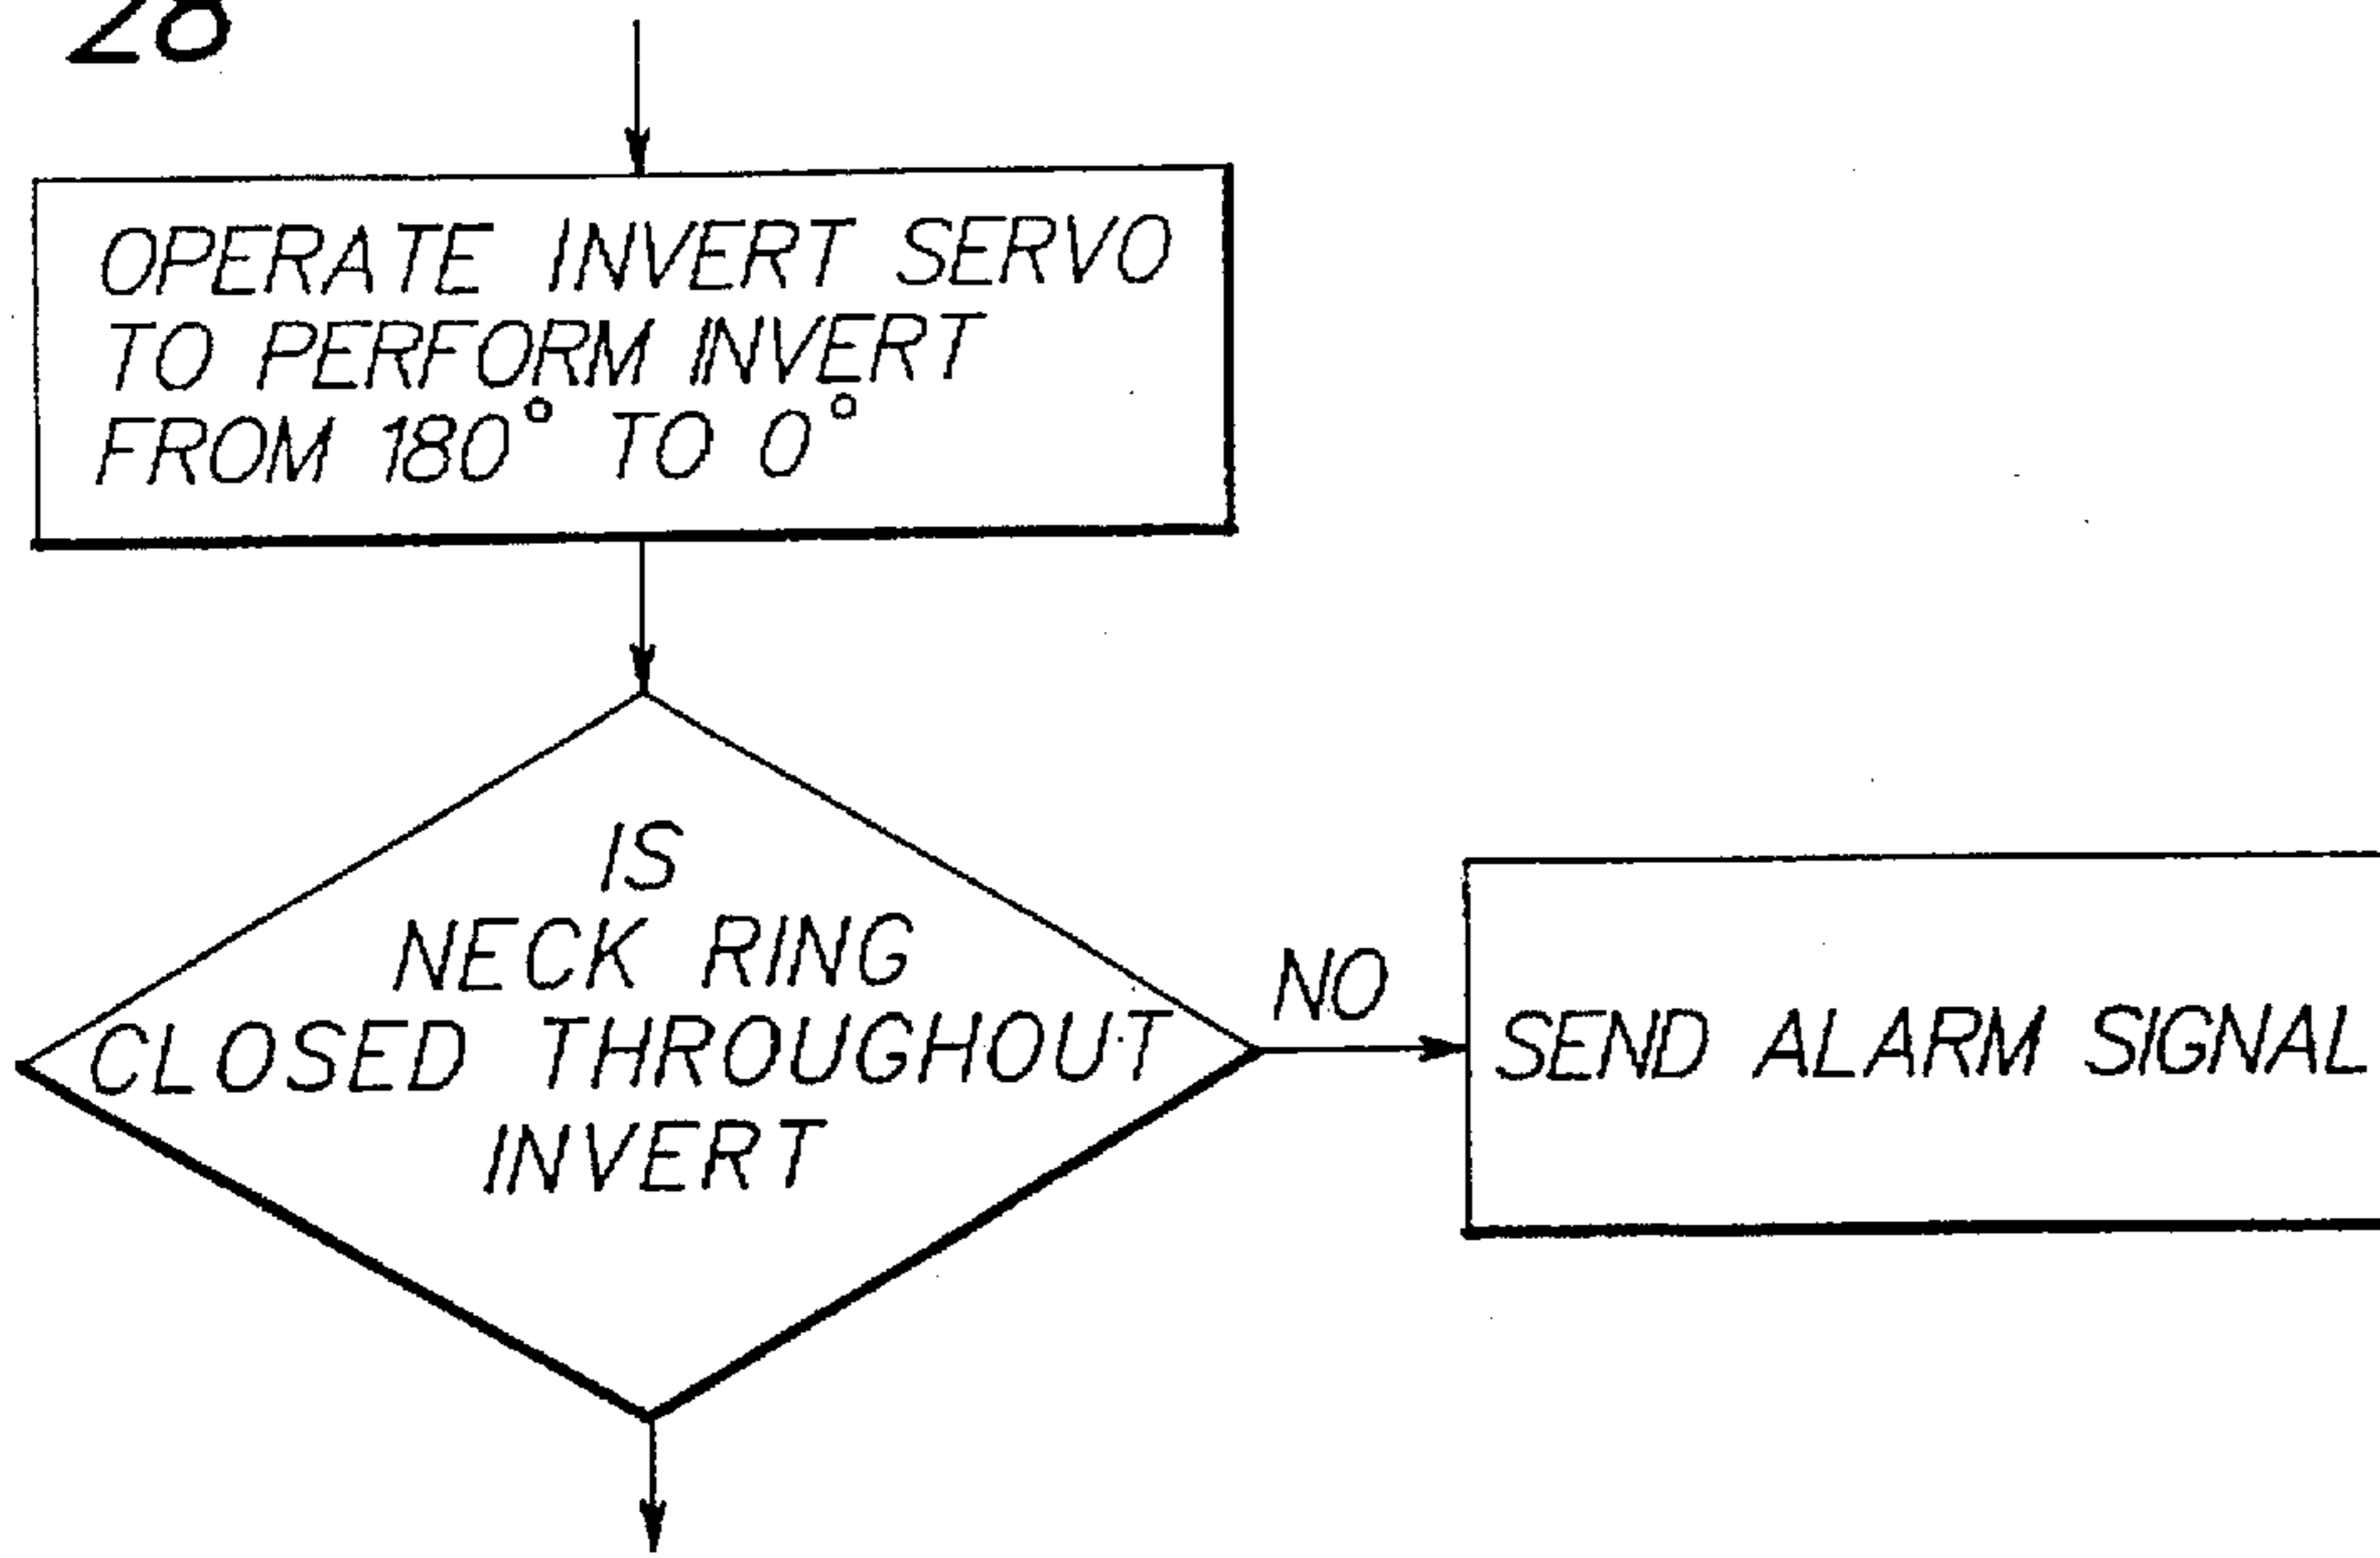 28
OPERATE INVERT SERVO
TO PERFORM INVERT
FROM 180° TO 0°
IS
NECK RING
CLOSED THROUGHOUT
INVERT
NO
SEND ALARM SIGNAL